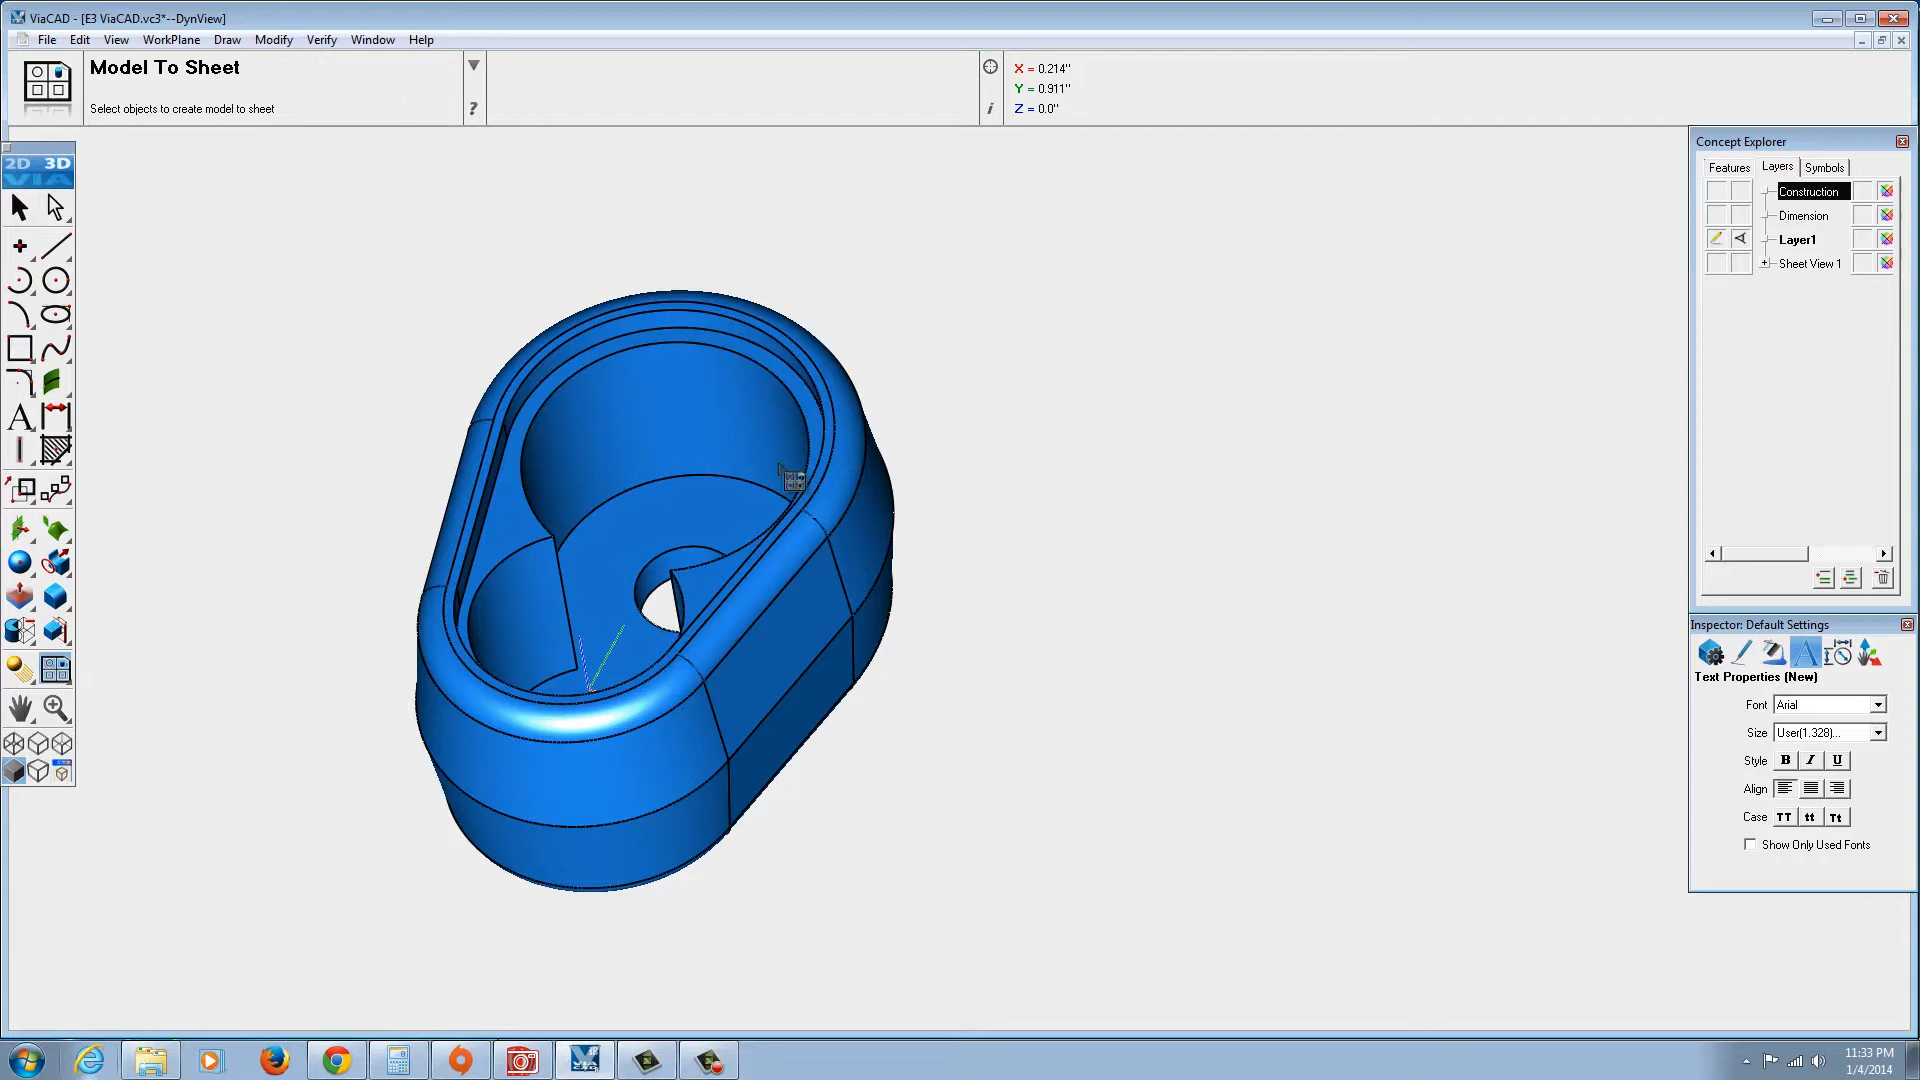 ViaCAD - [E3 ViaCAD.vc3*--DynView]
File Edit View WorkPlane Draw Modify Verify Window Help
Model To Sheet
Select objects to create model to sheet
?
i
X = 0.214"
Y = 0.911"
Z = 0.0"
2D 3D
VIA
A
Concept Explorer
Features Layers Symbols
Construction
Dimension
Layer1
Sheet View 1
Inspector: Default Settings
A
Text Properties (New)
Font Arial
Size User(1.328)...
Style B I U
Align
Case TT tt Tt
Show Only Used Fonts
11:33 PM
1/4/2014